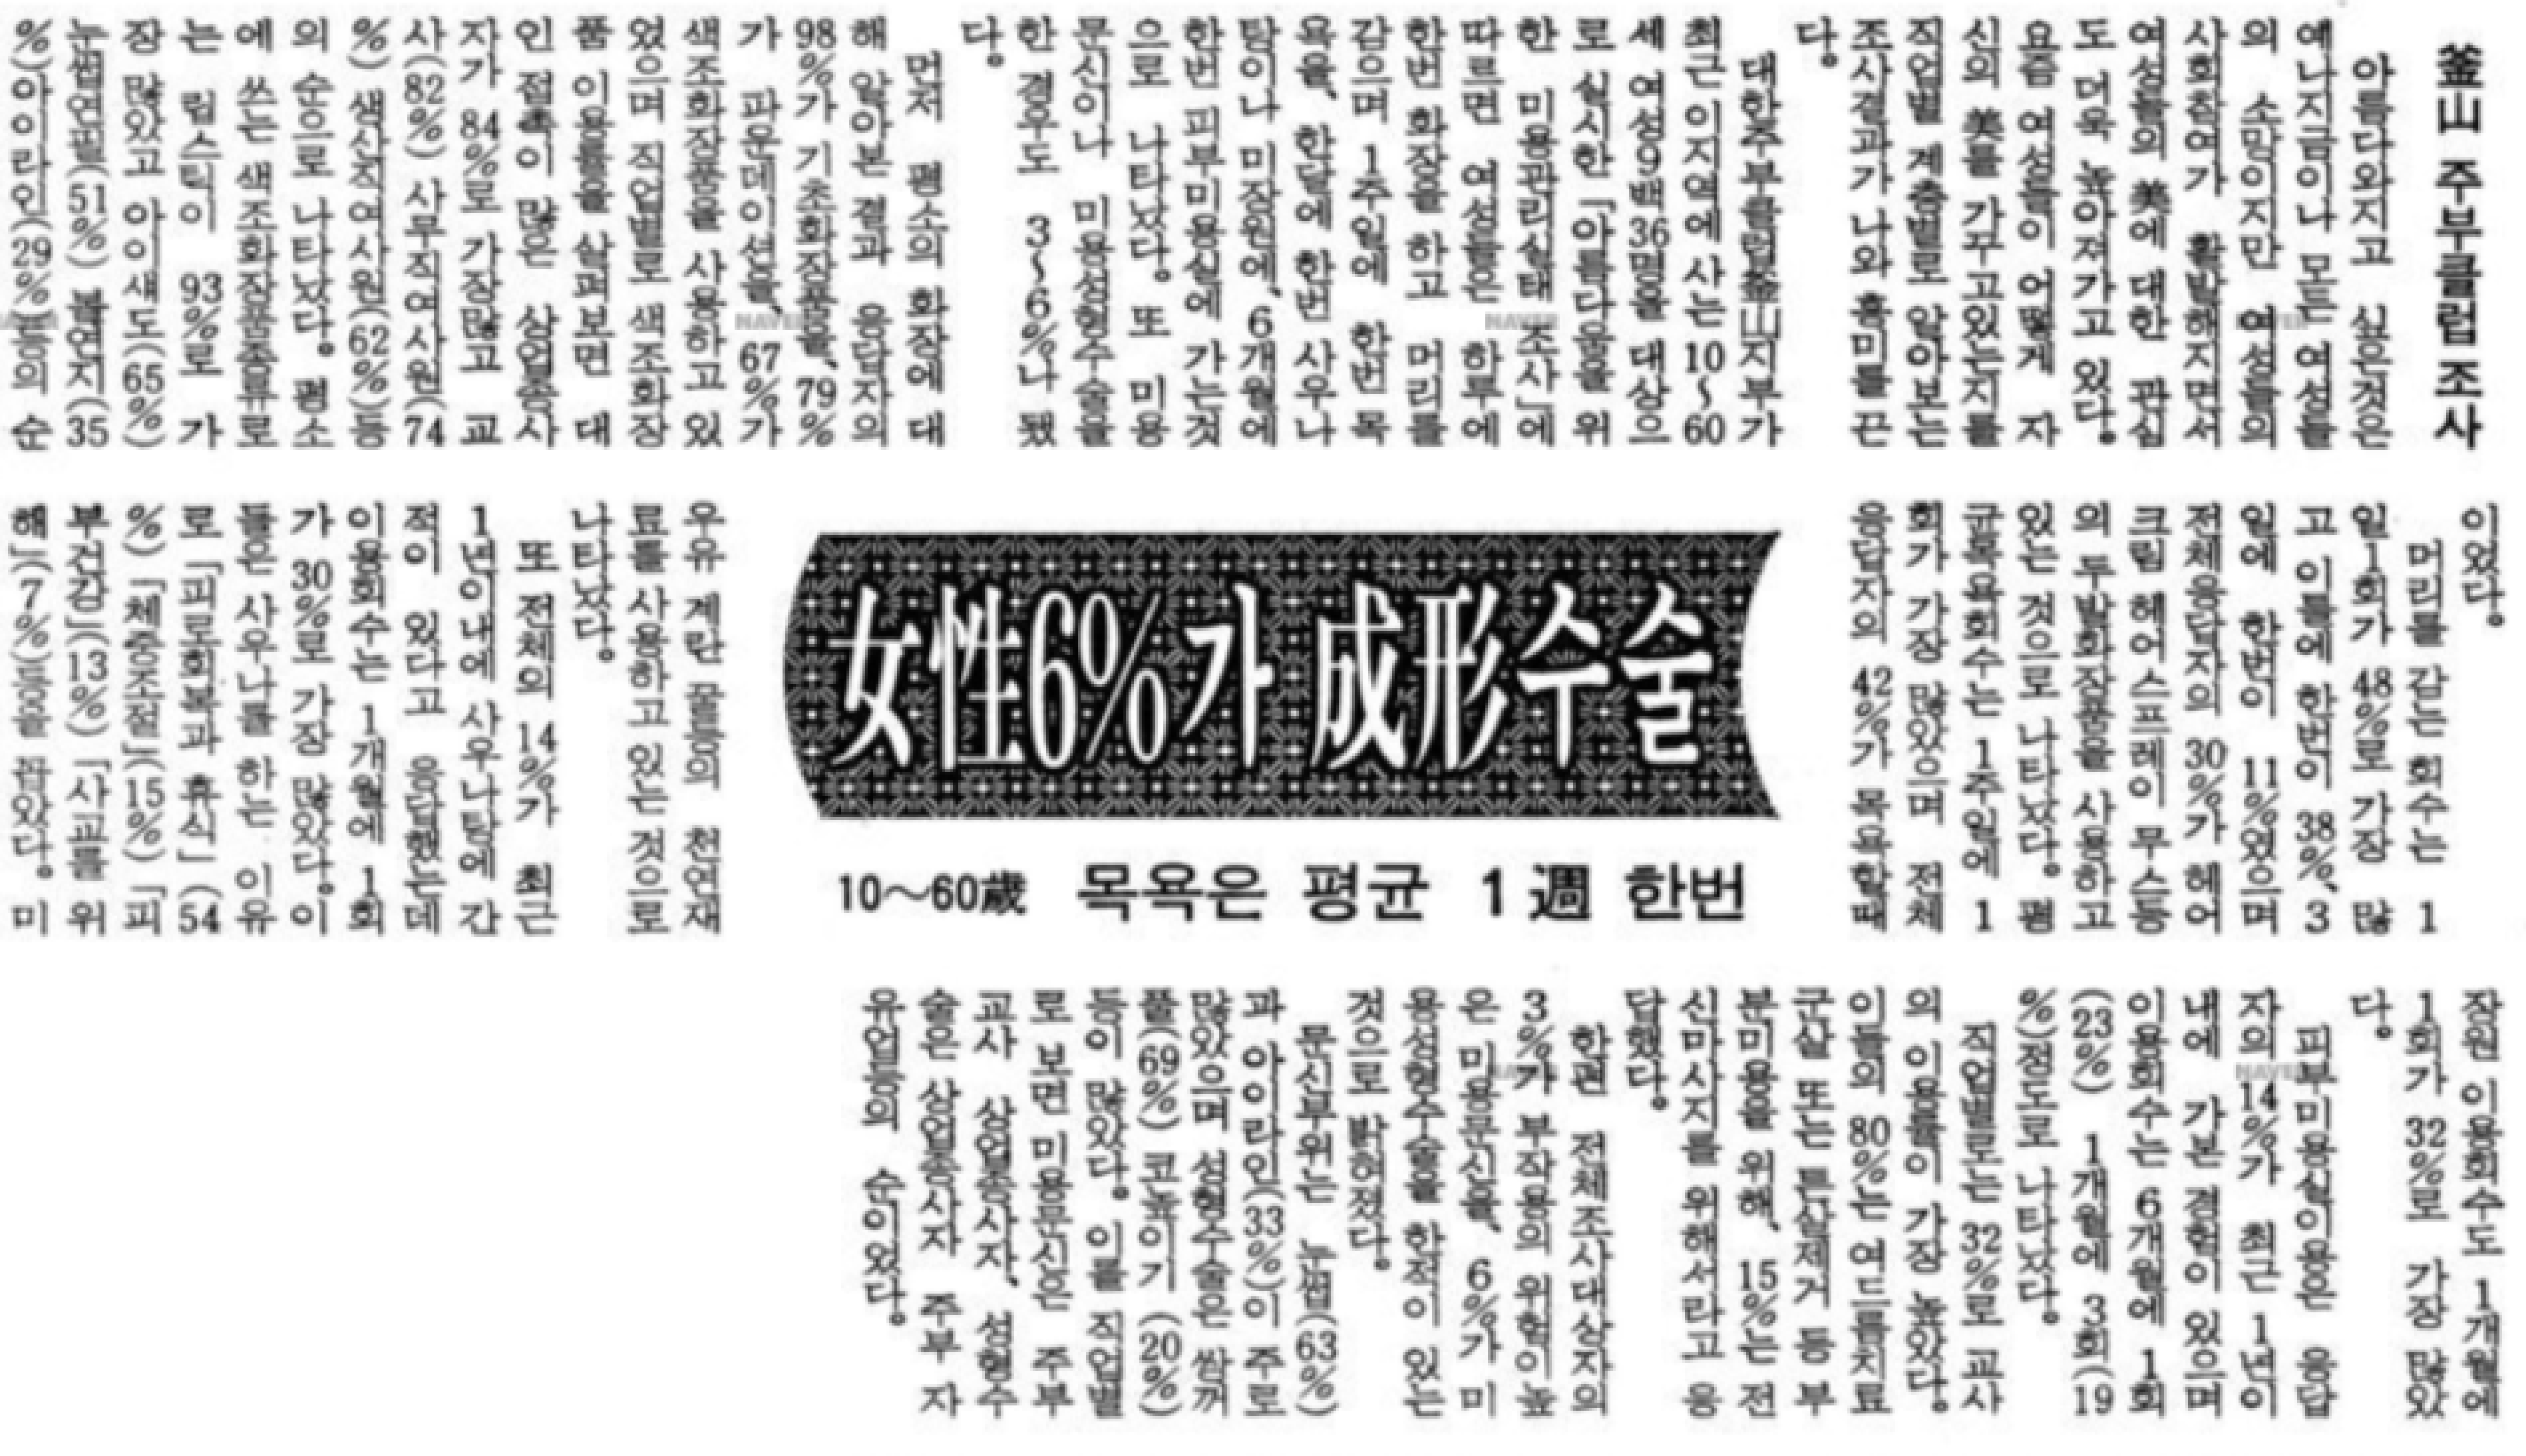 女性6%가 成形수술
10～60歲 목욕은 평균 1週 한번
釜山 주부클럽 조사
아름다와지고 싶은것은
예나지금이나 모든 여성들
의 소망이지만 여성들의
사회참여가 활발해지면서
여성들의 美에 대한 관심
도 더욱 높아져가고 있다.
요즘 여성들이 어떻게 자
신의 美를 가꾸고있는지를
직업별 계층별로 알아보는
조사결과가 나와 흥미를 끈
다.
대한주부클럽釜山지부가
최근 이지역에 사는 10～60
세 여성9백36명을 대상으
로 실시한 「아름다움을 위
한 미용관리실태 조사」에
따르면 여성들은 하루에
한번 화장을 하고 머리를
감으며 1주일에 한번 목
욕을, 한달에 한번 사우나
탕이나 미장원에, 6개월에
한번 피부미용실에 가는것
으로 나타났다. 또 미용
문신이나 미용성형수술을
한 경우도 3～6%나 됐
다.
먼저 평소의 화장에 대
해 알아본 결과 응답자의
98%가 기초화장품을, 79%
가 파운데이션을, 67%가
색조화장품을 사용하고 있
었으며 직업별로 색조화장
품 이용률을 살펴보면 대
인 접촉이 많은 상업종사
자가 84%로 가장많고 교
사(82%) 사무직여사원(74
%) 생산직여사원(62%)등
의 순으로 나타났다. 평소
에 쓰는 색조화장품종류로
는 립스틱이 93%로 가
장 많았고 아이섀도(65%)
눈썹연필(51%) 볼연지(35
%)아이라인(29%)등의 순
이었다.
머리를 감는 회수는 1
일1회가 48%로 가장 많
고 이틀에 한번이 38%, 3
일에 한번이 11%였으며
전체응답자의 30%가 헤어
크림 헤어스프레이 무스등
의 두발화장품을 사용하고
있는 것으로 나타났다. 평
균목욕회수는 1주일에 1
회가 가장 많았으며 전체
응답자의 42%가 목욕할때
우유 계란 꿀등의 천연재
료를 사용하고 있는 것으로
나타났다.
또 전체의 14%가 최근
1년이내에 사우나탕에 간
적이 있다고 응답했는데
이용회수는 1개월에 1회
가 30%로 가장 많았다. 이
들은 사우나를 하는 이유
로 「피로회복과 휴식」(54
%) 「체중조절」(15%) 「피
부건강」(13%) 「사교를 위
해」(7%)등을 꼽았다. 미
장원 이용회수도 1개월에
1회가 32%로 가장 많았
다.
피부미용실이용은 응답
자의 14%가 최근 1년이
내에 가본 경험이 있으며
이용회수는 6개월에 1회
(23%) 1개월에 3회(19
%)정도로 나타났다.
직업별로는 32%로 교사
의 이용률이 가장 높았다.
이들의 80%는 여드름치료
군살 또는 튼살제거 등 부
분미용을 위해, 15%는 전
신마사지를 위해서라고 응
답했다.
한편 전체조사대상자의
3%가 부작용의 위험이높
은 미용문신을, 6%가 미
용성형수술을 한적이 있는
것으로 밝혀졌다.
문신부위는 눈썹(63%)
과 아이라인(33%)이 주로
많았으며 성형수술은 쌍꺼
풀(69%) 코높이기 (20%)
등이 많았다. 이를 직업별
로 보면 미용문신은 주부
교사 상업종사자, 성형수
술은 상업종사자 주부 자
유업등의 순이었다.